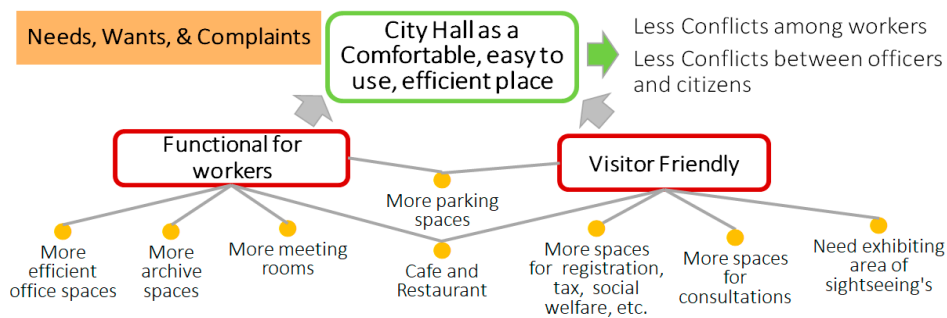 Needs, Wants, & Complaints
City Hall as a
Comfortable, easy to
use, efficient place
Less Conflicts among workers
Less Conflicts between officers
and citizens
Functional for
workers
Visitor Friendly
More parking
spaces
More
efficient
office spaces
More
archive
spaces
More meeting
rooms
Cafe and
Restaurant
More spaces
for registration,
tax, social
welfare, etc.
More spaces
for
consultations
Need exhibiting
area of
sightseeing's